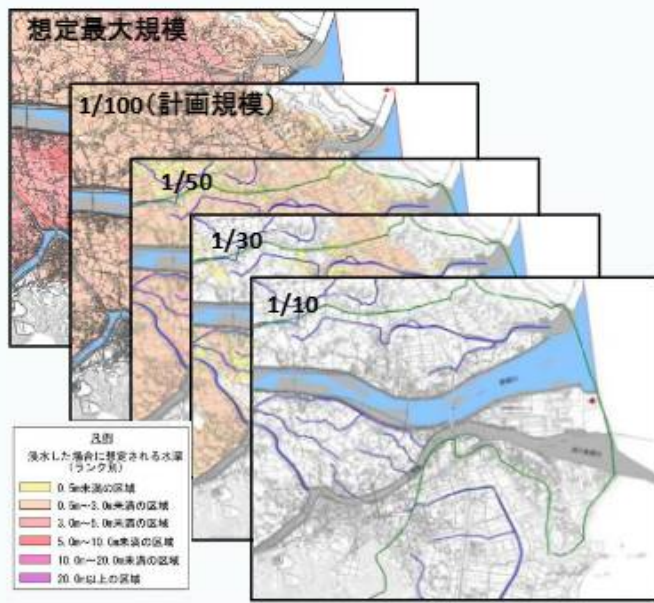 想定最大規模
1/100(計画規模)
1/50
1/30
1/10
凡例
浸水した場合に想定される水深
(ランク別)
0.5m未満の区域
0.5m~3.0m未満の区域
3.0m~5.0m未満の区域
5.0m~10.0m未満の区域
10.0m~20.0m未満の区域
20.0m以上の区域